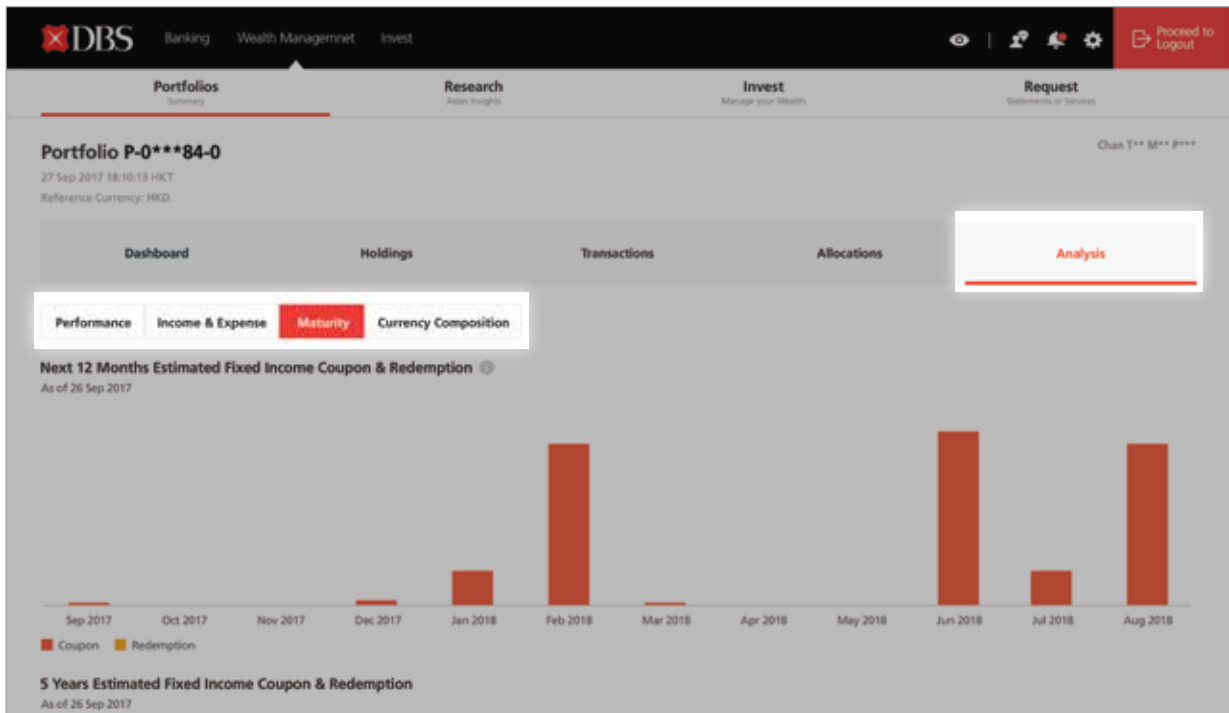 DBS Banking Wealth Managemnet Invest Proceed to
Logout
Portfolios Research Invest Request
Summary Asian Insights Manage your Wealth Statements or Services
Portfolio P-0***84-0 Chan T** M** P***
27 Sep 2017 18:10:13 HKT
Reference Currency: HKD
Dashboard Holdings Transactions Allocations Analysis
Performance Income & Expense Maturity Currency Composition
Next 12 Months Estimated Fixed Income Coupon & Redemption
As of 26 Sep 2017
Sep 2017 Oct 2017 Nov 2017 Dec 2017 Jan 2018 Feb 2018 Mar 2018 Apr 2018 May 2018 Jun 2018 Jul 2018 Aug 2018
Coupon Redemption
5 Years Estimated Fixed Income Coupon & Redemption
As of 26 Sep 2017